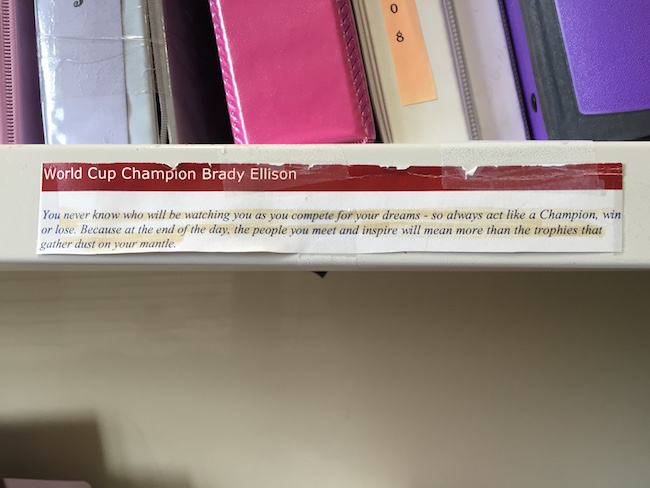 08
World Cup Champion Brady Ellison
You never know who will be watching you as you compete for your dreams - so always act like a Champion, win
or lose. Because at the end of the day, the people you meet and inspire will mean more than the trophies that
gather dust on your mantle.